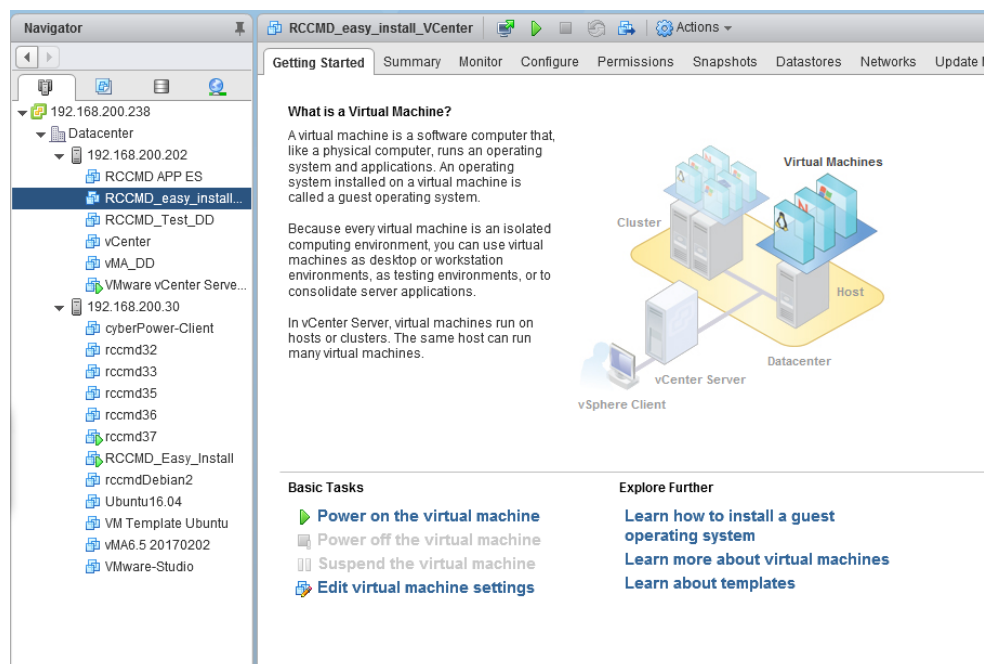 Navigator
192.168.200.238
Datacenter
192.168.200.202
RCCMD APP ES
RCCMD_easy_install...
RCCMD_Test_DD
vCenter
vMA_DD
VMware vCenter Serve...
192.168.200.30
cyberPower-Client
rccmd32
rccmd33
rccmd35
rccmd36
rccmd37
RCCMD_Easy_Install
rccmdDebian2
Ubuntu16.04
VM Template Ubuntu
vMA6.5 20170202
VMware-Studio
RCCMD_easy_install_VCenter
Actions
Getting Started Summary Monitor Configure Permissions Snapshots Datastores Networks Update
What is a Virtual Machine?
A virtual machine is a software computer that,
like a physical computer, runs an operating
system and applications. An operating
system installed on a virtual machine is
called a guest operating system.
Because every virtual machine is an isolated
computing environment, you can use virtual
machines as desktop or workstation
environments, as testing environments, or to
consolidate server applications.
In vCenter Server, virtual machines run on
hosts or clusters. The same host can run
many virtual machines.
Virtual Machines
Cluster
Host
Datacenter
vCenter Server
vSphere Client
Basic Tasks
Power on the virtual machine
Power off the virtual machine
Suspend the virtual machine
Edit virtual machine settings
Explore Further
Learn how to install a guest
operating system
Learn more about virtual machines
Learn about templates